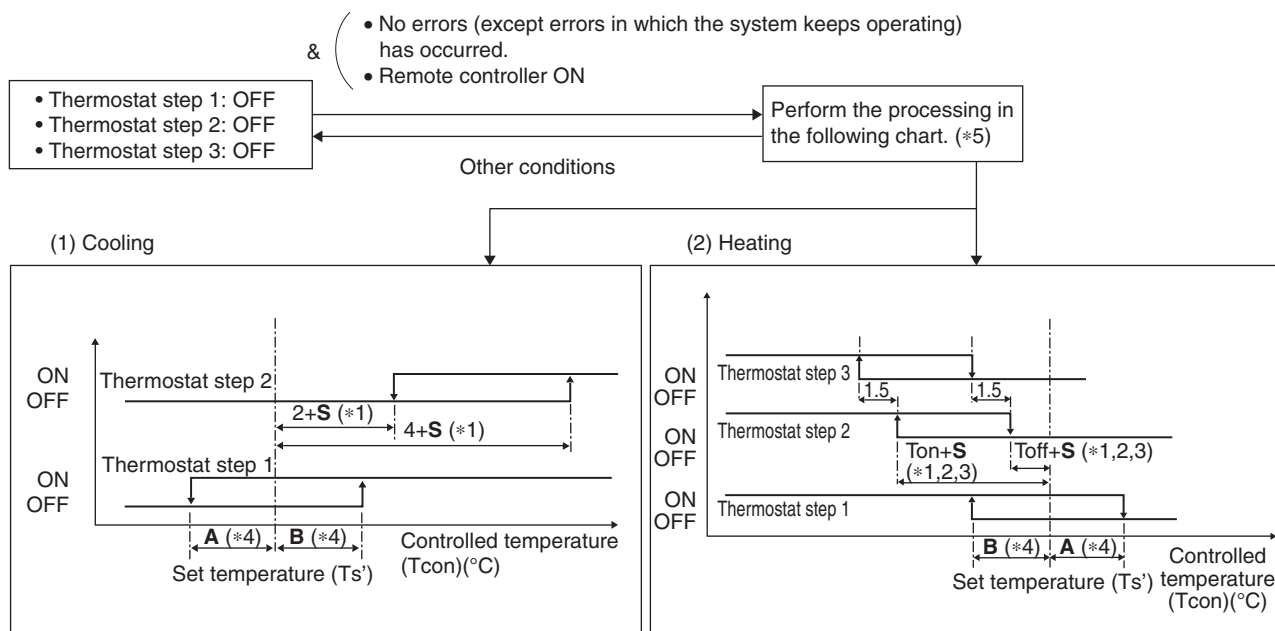 &
• No errors (except errors in which the system keeps operating)
has occurred.
• Remote controller ON
• Thermostat step 1: OFF
• Thermostat step 2: OFF
• Thermostat step 3: OFF
Perform the processing in
the following chart. (*5)
Other conditions
(1) Cooling
ON
OFF
Thermostat step 2
2+S (*1)
4+S (*1)
Thermostat step 1
ON
OFF
A (*4)
B (*4)
Set temperature (Ts')
Controlled temperature
(Tcon)(°C)
(2) Heating
ON
OFF
Thermostat step 3
1.5
1.5
ON
OFF
Thermostat step 2
Ton+S
(*1,2,3)
Toff+S (*1,2,3)
ON
OFF
Thermostat step 1
B (*4)
A (*4)
Set temperature (Ts')
Controlled
temperature
(Tcon)(°C)